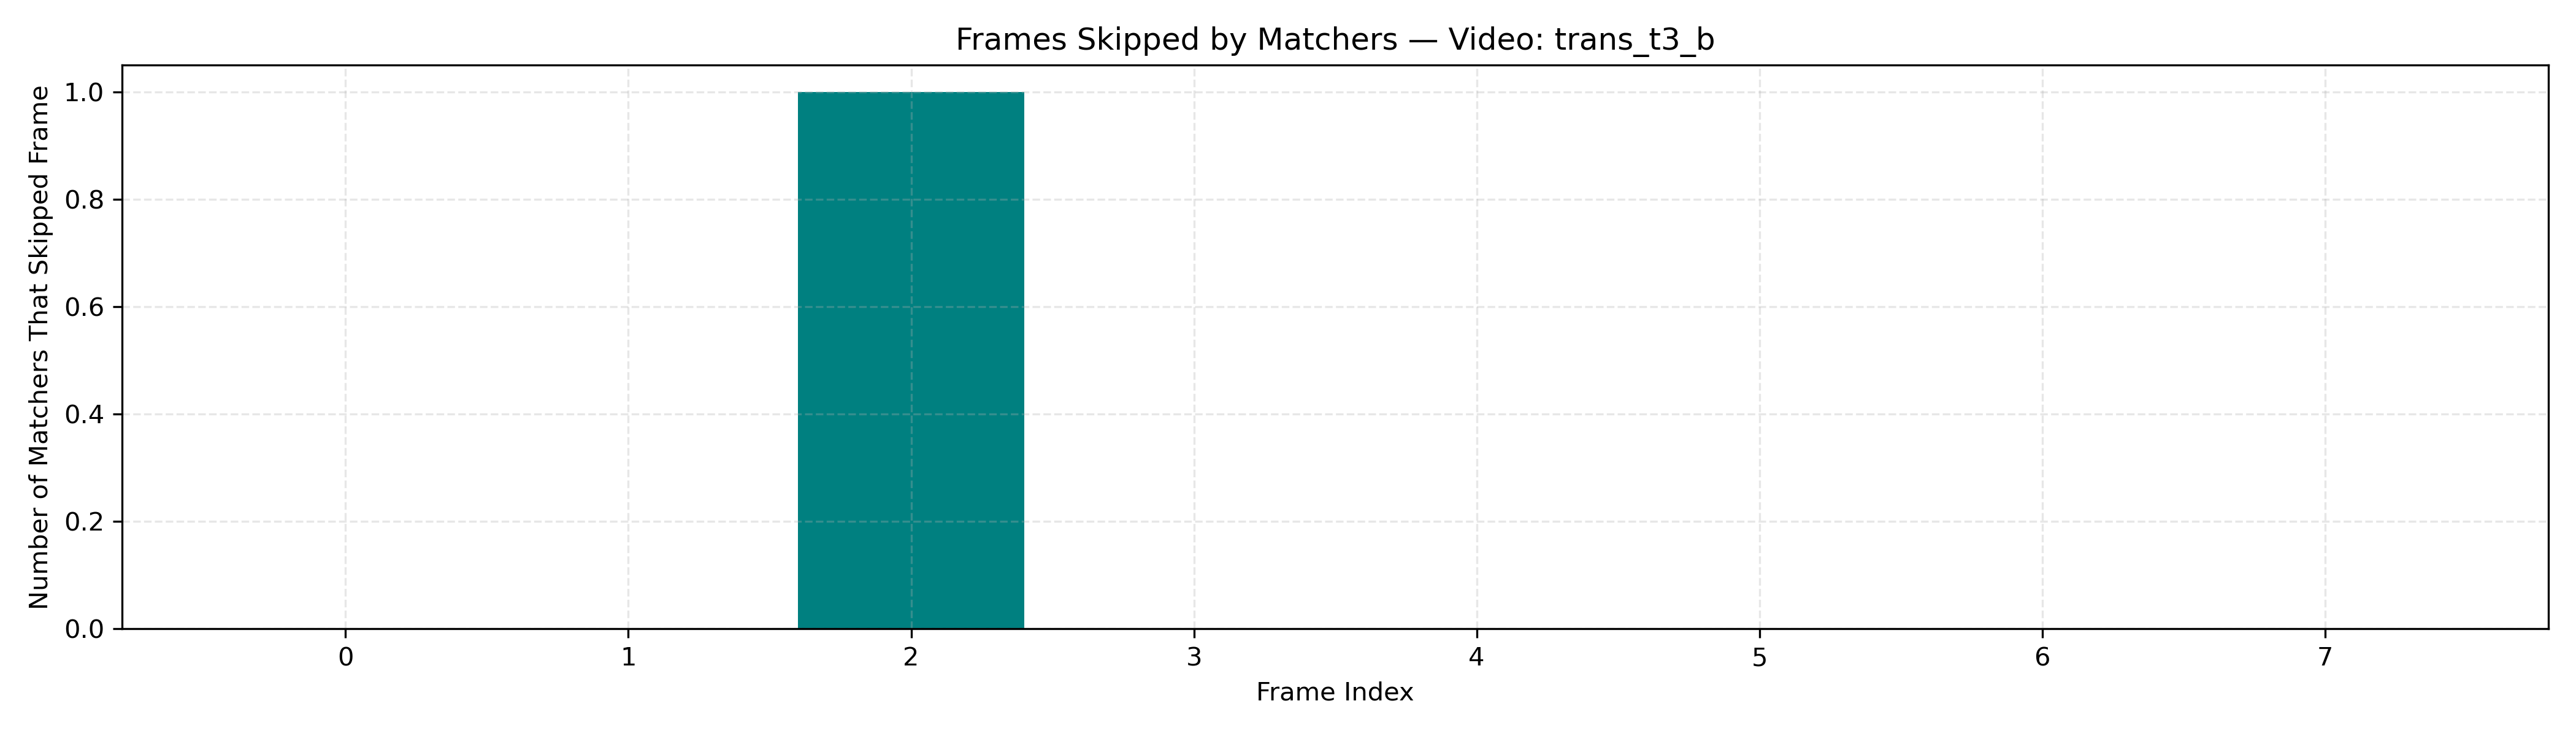 Frames Skipped by Matchers — Video: trans_t3_b
Number of Matchers That Skipped Frame
1.0
0.8
0.6
0.4
0.2
0.0
0 1 2 3 4 5 6 7
Frame Index